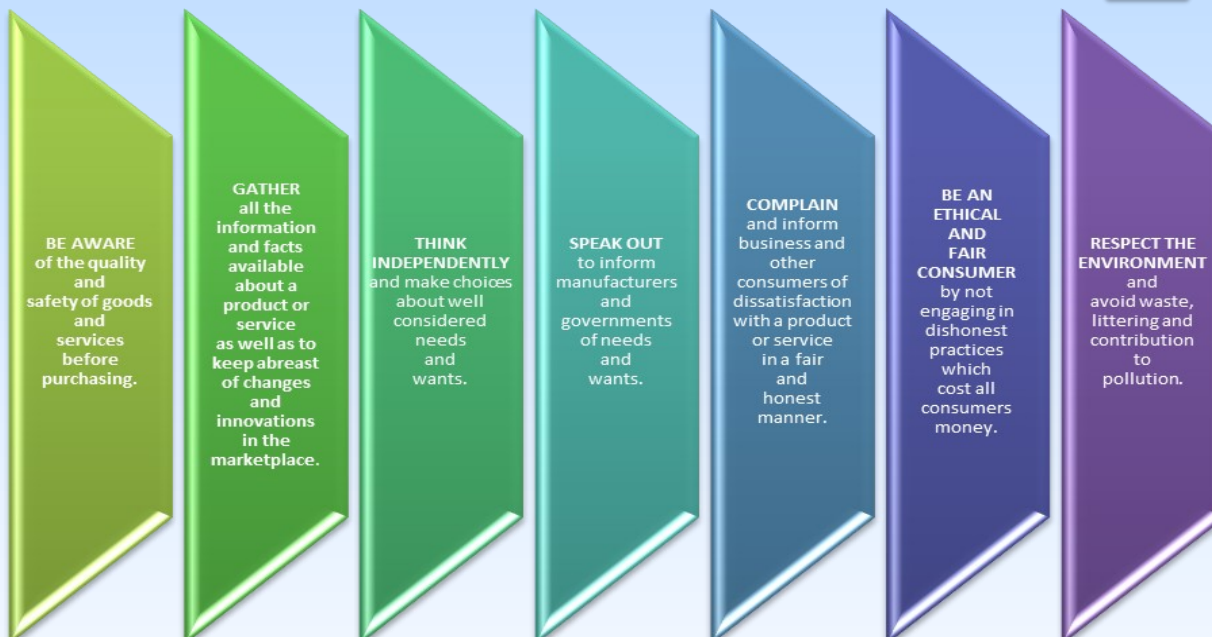 BE AWARE
of the quality
and
safety of goods
and
services
before
purchasing.
GATHER
all the
information
and facts
available
about a
product or
service
as well as to
keep abreast
of changes
and
innovations
in the
marketplace.
THINK
INDEPENDENTLY
and make choices
about well
considered
needs
and
wants.
SPEAK OUT
to inform
manufacturers
and
governments
of needs
and
wants.
COMPLAIN
and inform
business and
other
consumers of
dissatisfaction
with a product
or service
in a fair
and
honest
manner.
BE AN
ETHICAL
AND
FAIR
CONSUMER
by not
engaging in
dishonest
practices
which
cost all
consumers
money.
RESPECT THE
ENVIRONMENT
and
avoid waste,
littering and
contribution
to
pollution.